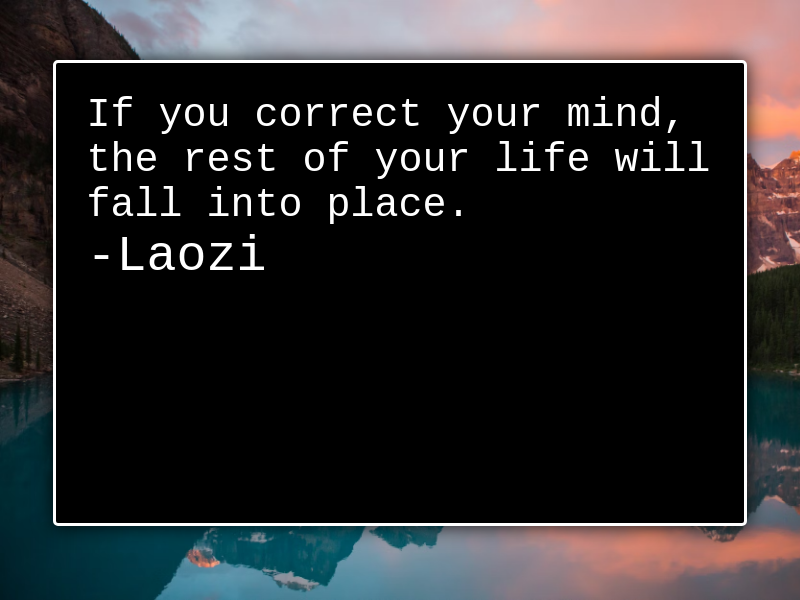 If you correct your mind,
the rest of your life will
fall into place.
-Laozi